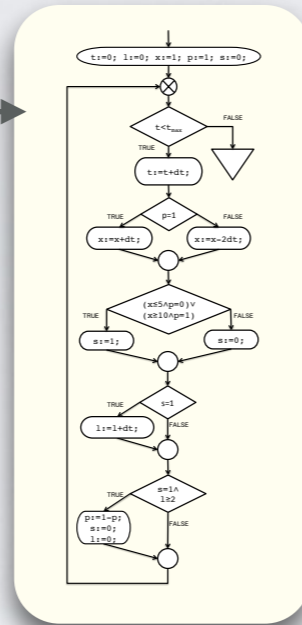 t:=0; l:=0; x:=1; p:=1; s:=0;
t<tmax
FALSE
TRUE
t:=t+dt;
p=1
TRUE
FALSE
x:=x+dt;
x:=x-2dt;
(x≤5∧p=0)∨
(x≥10∧p=1)
TRUE
FALSE
s:=1;
s:=0;
s=1
TRUE
FALSE
l:=l+dt;
s=1∧
l≥2
TRUE
FALSE
p:=1-p;
s:=0;
l:=0;